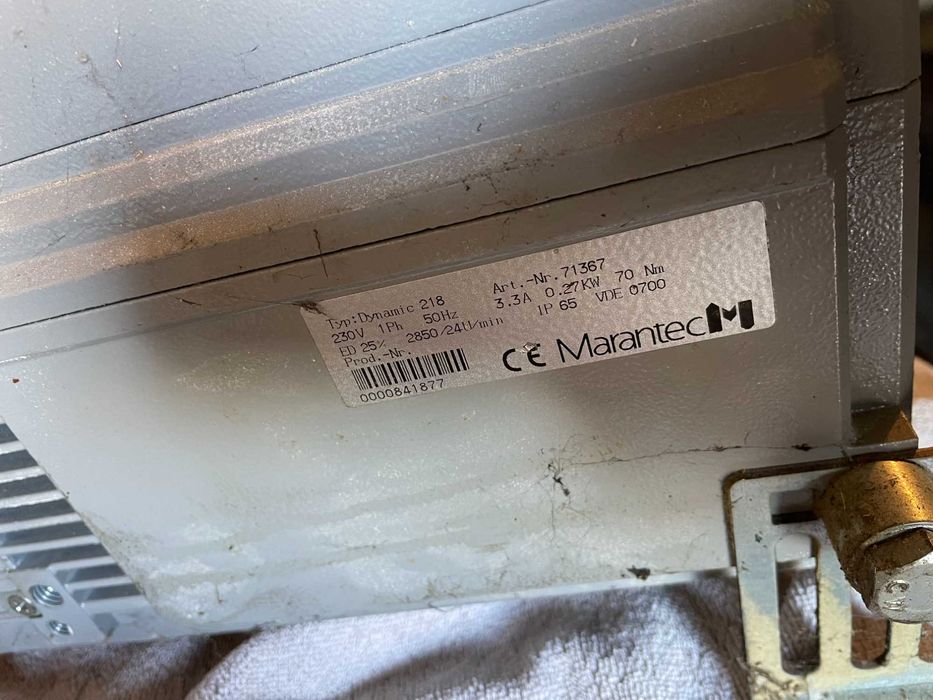 Typ:Dynamic 218 Art.-Nr.71367
230V 1Ph 50Hz 3.3A 0.27KW 70 Nm
ED 25% 2850/24U/min IP 65 VDE 0700
Prod.-Nr.
0000841877
CE Marantec